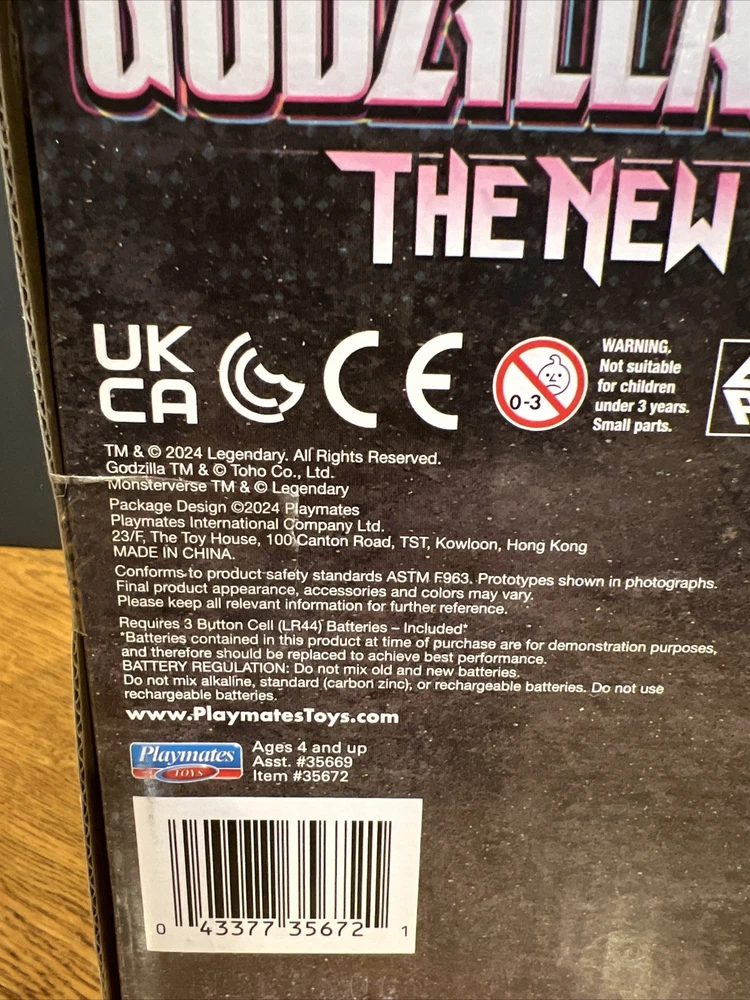 GODZILLA
THE NEW
UK
CA
CE
0-3
WARNING.
Not suitable
for children
under 3 years.
Small parts.
TM & © 2024 Legendary. All Rights Reserved.
Godzilla TM & © Toho Co., Ltd.
Monsterverse TM & © Legendary
Package Design ©2024 Playmates
Playmates International Company Ltd.
23/F, The Toy House, 100 Canton Road, TST, Kowloon, Hong Kong
MADE IN CHINA.
Conforms to product safety standards ASTM F963. Prototypes shown in photographs.
Final product appearance, accessories and colors may vary.
Please keep all relevant information for further reference.
Requires 3 Button Cell (LR44) Batteries – Included*
*Batteries contained in this product at time of purchase are for demonstration purposes,
and therefore should be replaced to achieve best performance.
BATTERY REGULATION: Do not mix old and new batteries.
Do not mix alkaline, standard (carbon zinc), or rechargeable batteries. Do not use
rechargeable batteries.
www.PlaymatesToys.com
Playmates
TOYS
Ages 4 and up
Asst. #35669
Item #35672
0 43377 35672 1